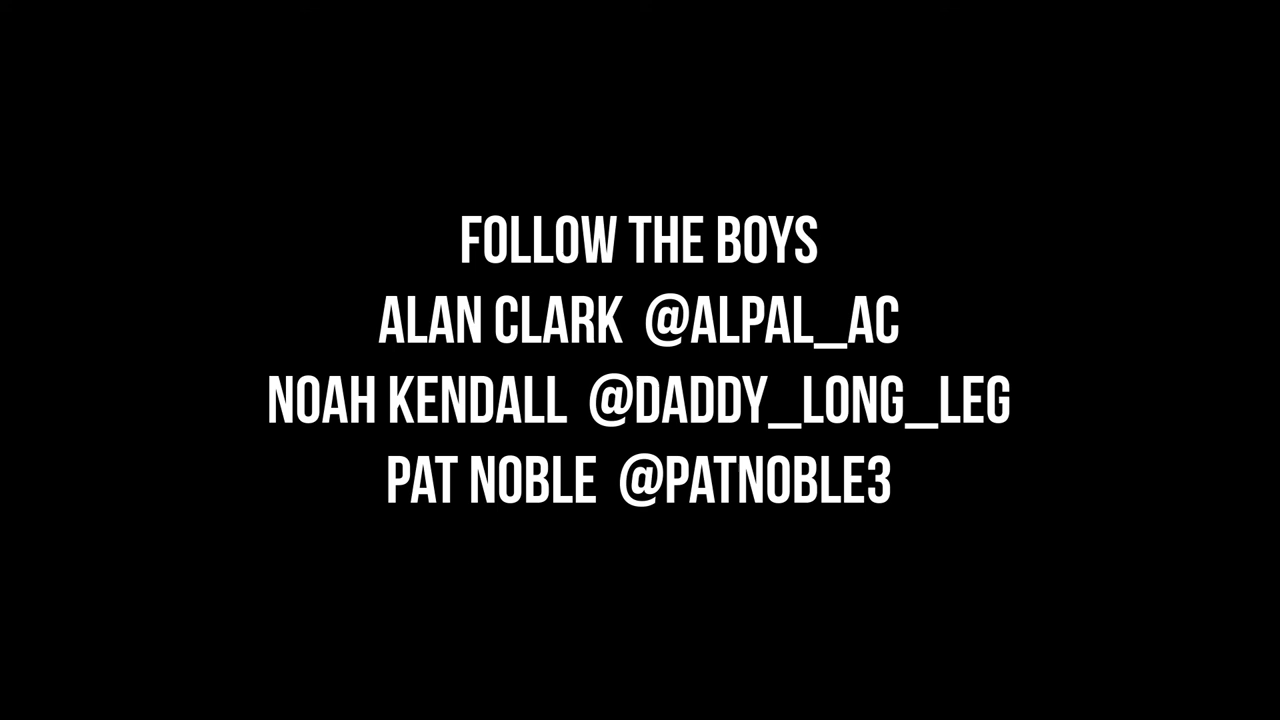 FOLLOW THE BOYS
ALAN CLARK @ALPAL_AC
NOAH KENDALL @DADDY_LONG_LEG
PAT NOBLE @PATNOBLE3